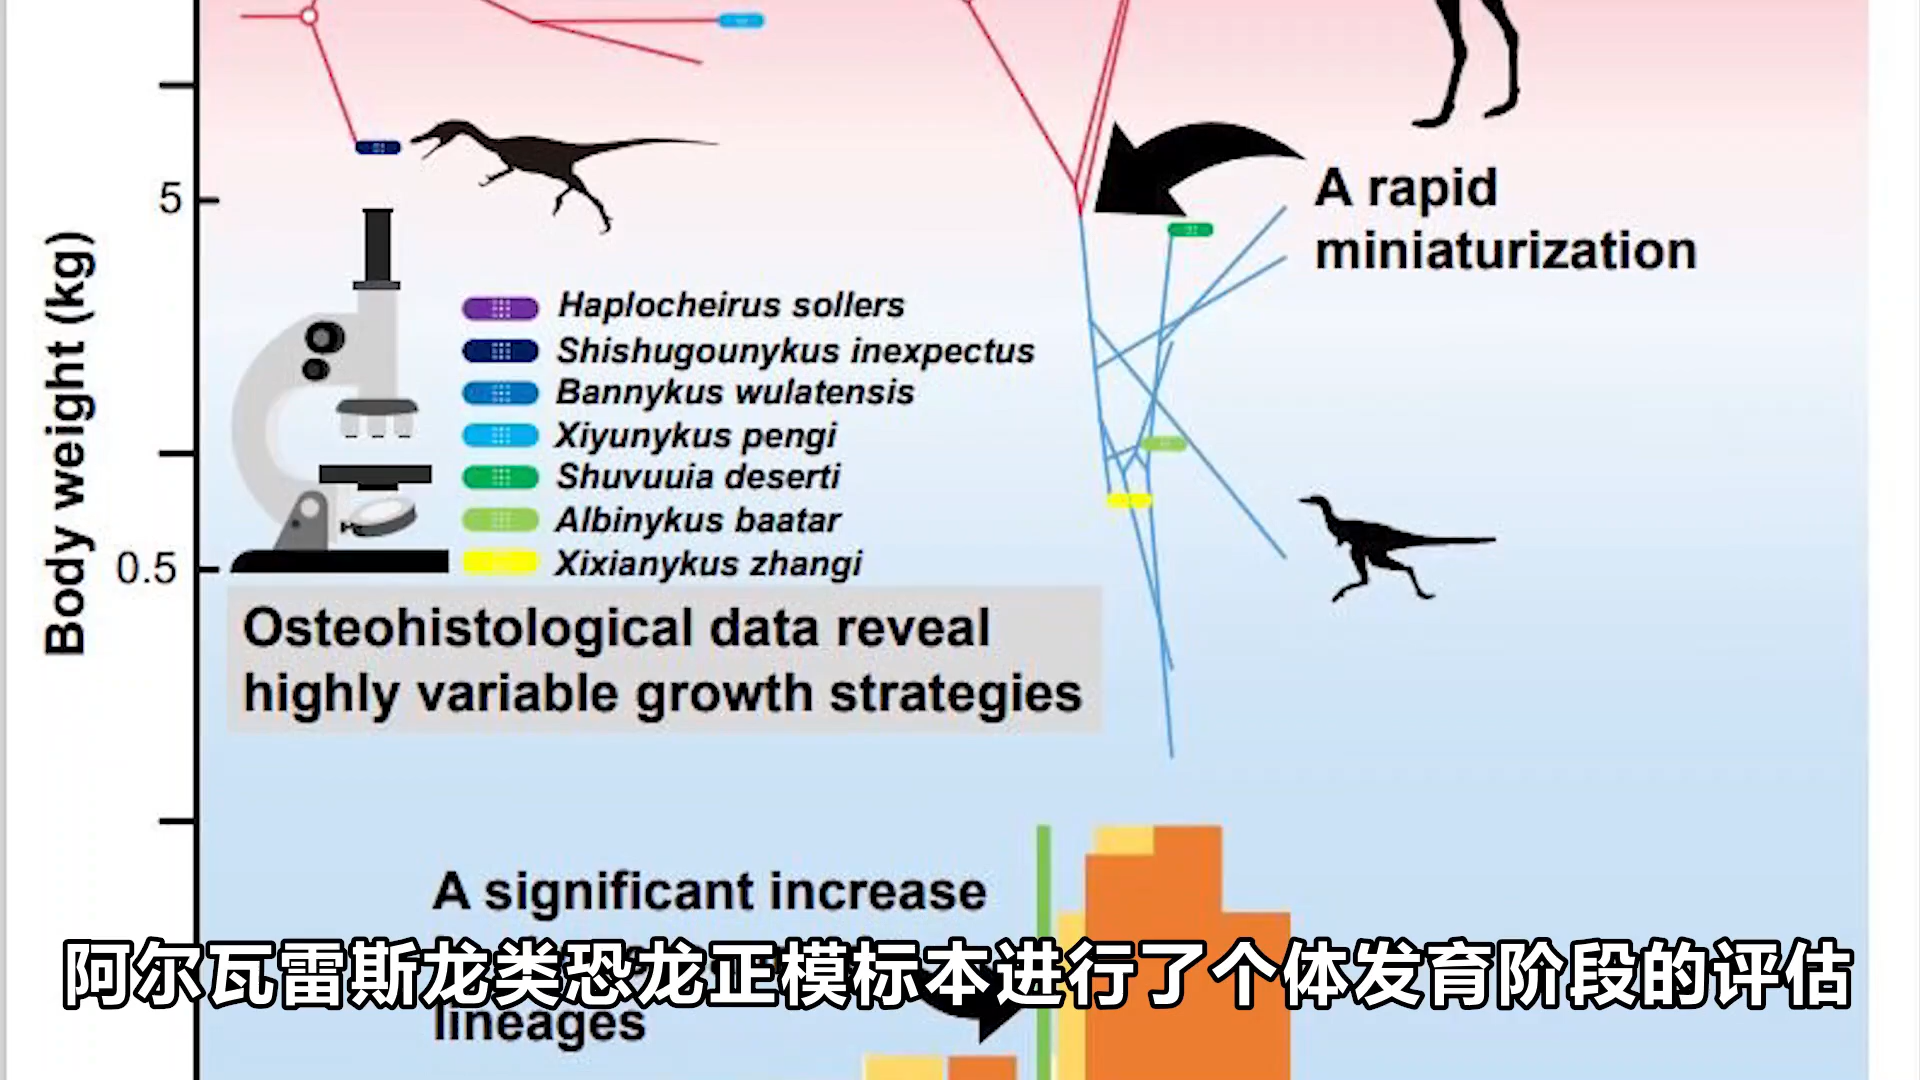 A rapid
miniaturization
5
Body weight (kg)
Haplocheirus sollers
Shishugounykus inexpectus
Bannykus wulatensis
Xiyunykus pengi
Shuvuuia deserti
Albinykus baatar
Xixianykus zhangi
0.5
Osteohistological data reveal
highly variable growth strategies
A significant increase
阿尔瓦雷斯龙类恐龙正模标本进行了个体发育阶段的评估
lineages